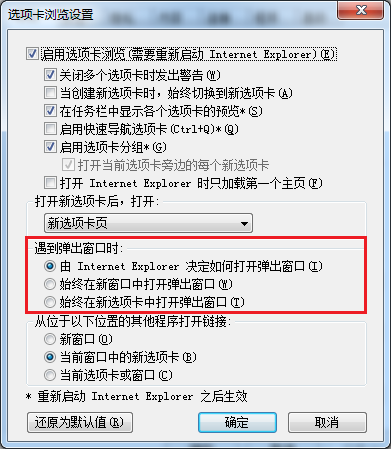 选项卡浏览设置
启用选项卡浏览(需要重新启动 Internet Explorer)(E)
关闭多个选项卡时发出警告(W)
当创建新选项卡时，始终切换到新选项卡(A)
在任务栏中显示各个选项卡的预览*(S)
启用快速导航选项卡(Ctrl+Q)*(Q)
启用选项卡分组*(G)
打开当前选项卡旁边的每个新选项卡
打开 Internet Explorer 时只加载第一个主页(F)
打开新选项卡后，打开:
新选项卡页
遇到弹出窗口时:
由 Internet Explorer 决定如何打开弹出窗口(I)
始终在新窗口中打开弹出窗口(W)
始终在新选项卡中打开弹出窗口(T)
从位于以下位置的其他程序打开链接:
新窗口(O)
当前窗口中的新选项卡(B)
当前选项卡或窗口(C)
* 重新启动 Internet Explorer 之后生效
还原为默认值(R)
确定
取消